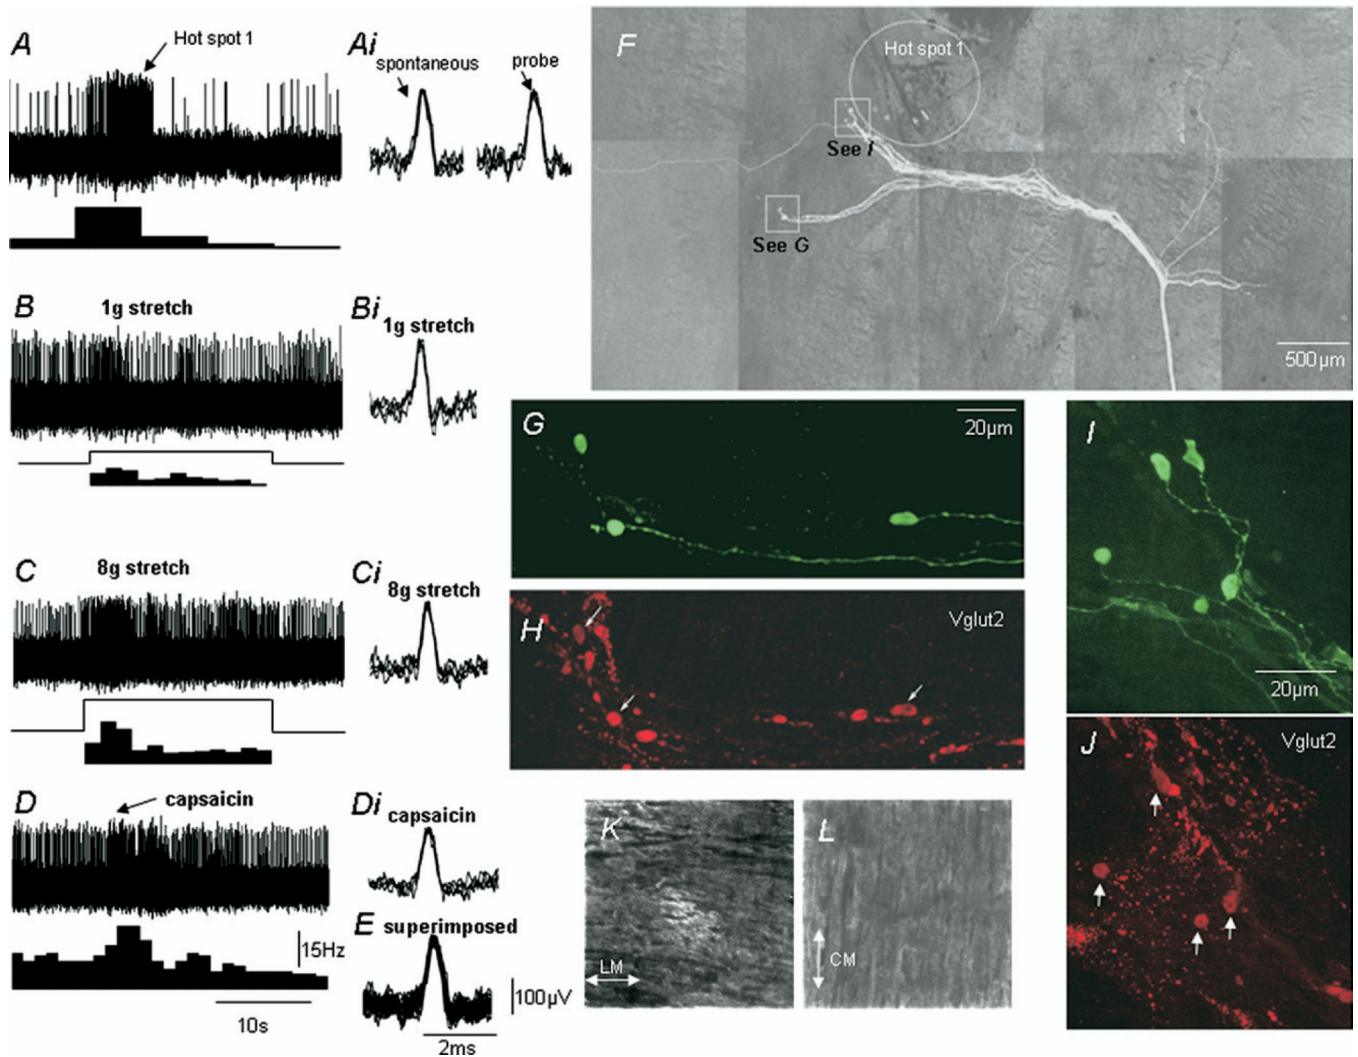 A
Hot spot 1
Ai
spontaneous
probe
B
1g stretch
Bi
1g stretch
C
8g stretch
Ci
8g stretch
D
capsaicin
15Hz
10s
Di
capsaicin
E
superimposed
100µV
2ms
F
Hot spot 1
See I
See G
500µm
G
20µm
H
Vglut2
I
20µm
J
Vglut2
K
LM
L
CM